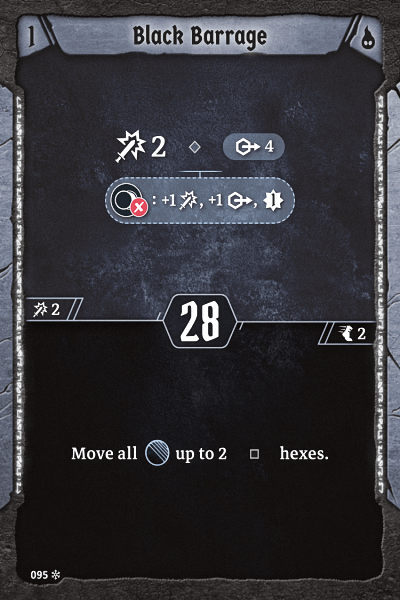 1 Black Barrage
2 4
: +1 , +1 ,
2
28
2
Move all up to 2 hexes.
095